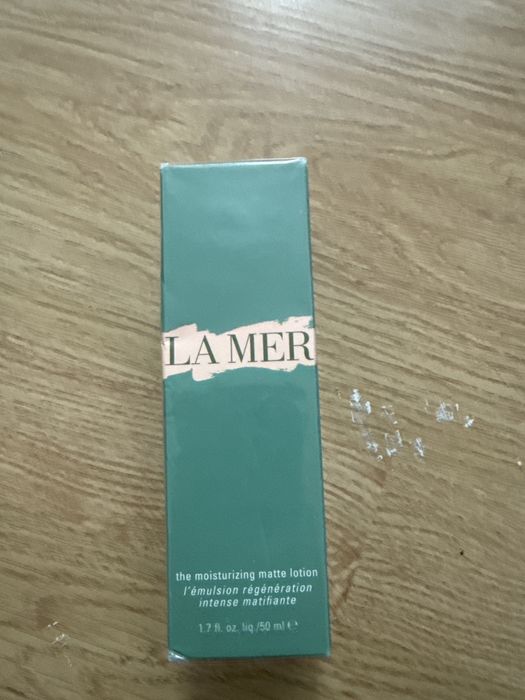 LA MER
the moisturizing matte lotion
l'émulsion régénération
intense matifiante
1.7 fl. oz. liq./50 ml ℮